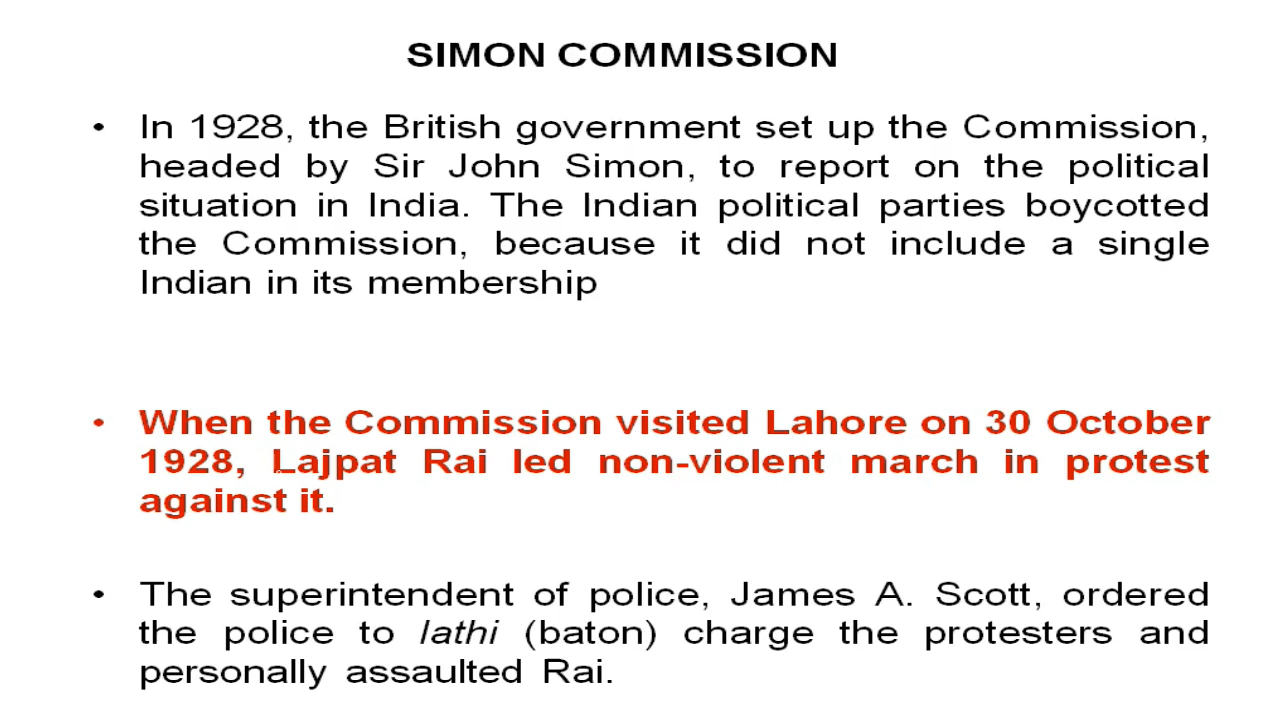 SIMON COMMISSION
• In 1928, the British government set up the Commission,
headed by Sir John Simon, to report on the political
situation in India. The Indian political parties boycotted
the Commission, because it did not include a single
Indian in its membership
• When the Commission visited Lahore on 30 October
1928, Lajpat Rai led non-violent march in protest
against it.
• The superintendent of police, James A. Scott, ordered
the police to lathi (baton) charge the protesters and
personally assaulted Rai.